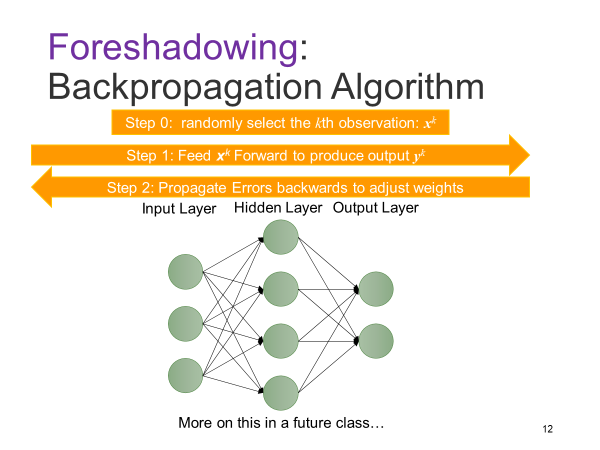 Foreshadowing:
Backpropagation Algorithm
Step 0: randomly select the kth observation: xᵏ
Step 1: Feed xᵏ Forward to produce output yᵏ
Step 2: Propagate Errors backwards to adjust weights
Input Layer Hidden Layer Output Layer
More on this in a future class…
12